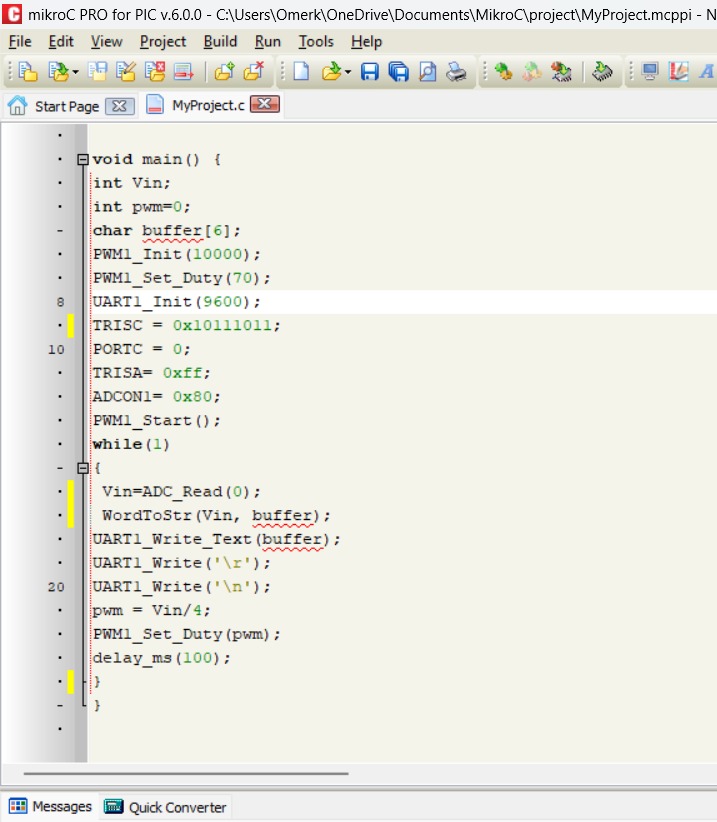 mikroC PRO for PIC v.6.0.0 - C:\Users\Omerk\OneDrive\Documents\MikroC\project\MyProject.mcppi - N
File Edit View Project Build Run Tools Help
Start Page MyProject.c
void main() {
int Vin;
int pwm=0;
char buffer[6];
PWM1_Init(10000);
PWM1_Set_Duty(70);
8 UART1_Init(9600);
TRISC = 0x10111011;
10 PORTC = 0;
TRISA= 0xff;
ADCON1= 0x80;
PWM1_Start();
while(1)
{
Vin=ADC_Read(0);
WordToStr(Vin, buffer);
UART1_Write_Text(buffer);
UART1_Write('\r');
20 UART1_Write('\n');
pwm = Vin/4;
PWM1_Set_Duty(pwm);
delay_ms(100);
}
}
Messages Quick Converter